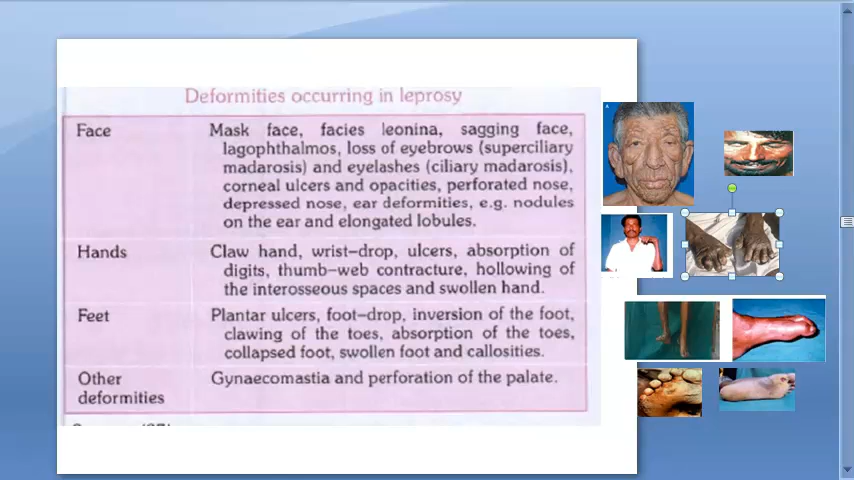 Deformities occurring in leprosy
Face
Mask face, facies leonina, sagging face,
lagophthalmos, loss of eyebrows (superciliary
madarosis) and eyelashes (ciliary madarosis),
corneal ulcers and opacities, perforated nose,
depressed nose, ear deformities, e.g. nodules
on the ear and elongated lobules.
Hands
Claw hand, wrist-drop, ulcers, absorption of
digits, thumb-web contracture, hollowing of
the interosseous spaces and swollen hand.
Feet
Plantar ulcers, foot-drop, inversion of the foot,
clawing of the toes, absorption of the toes,
collapsed foot, swollen foot and callosities.
Other
deformities
Gynaecomastia and perforation of the palate.
A